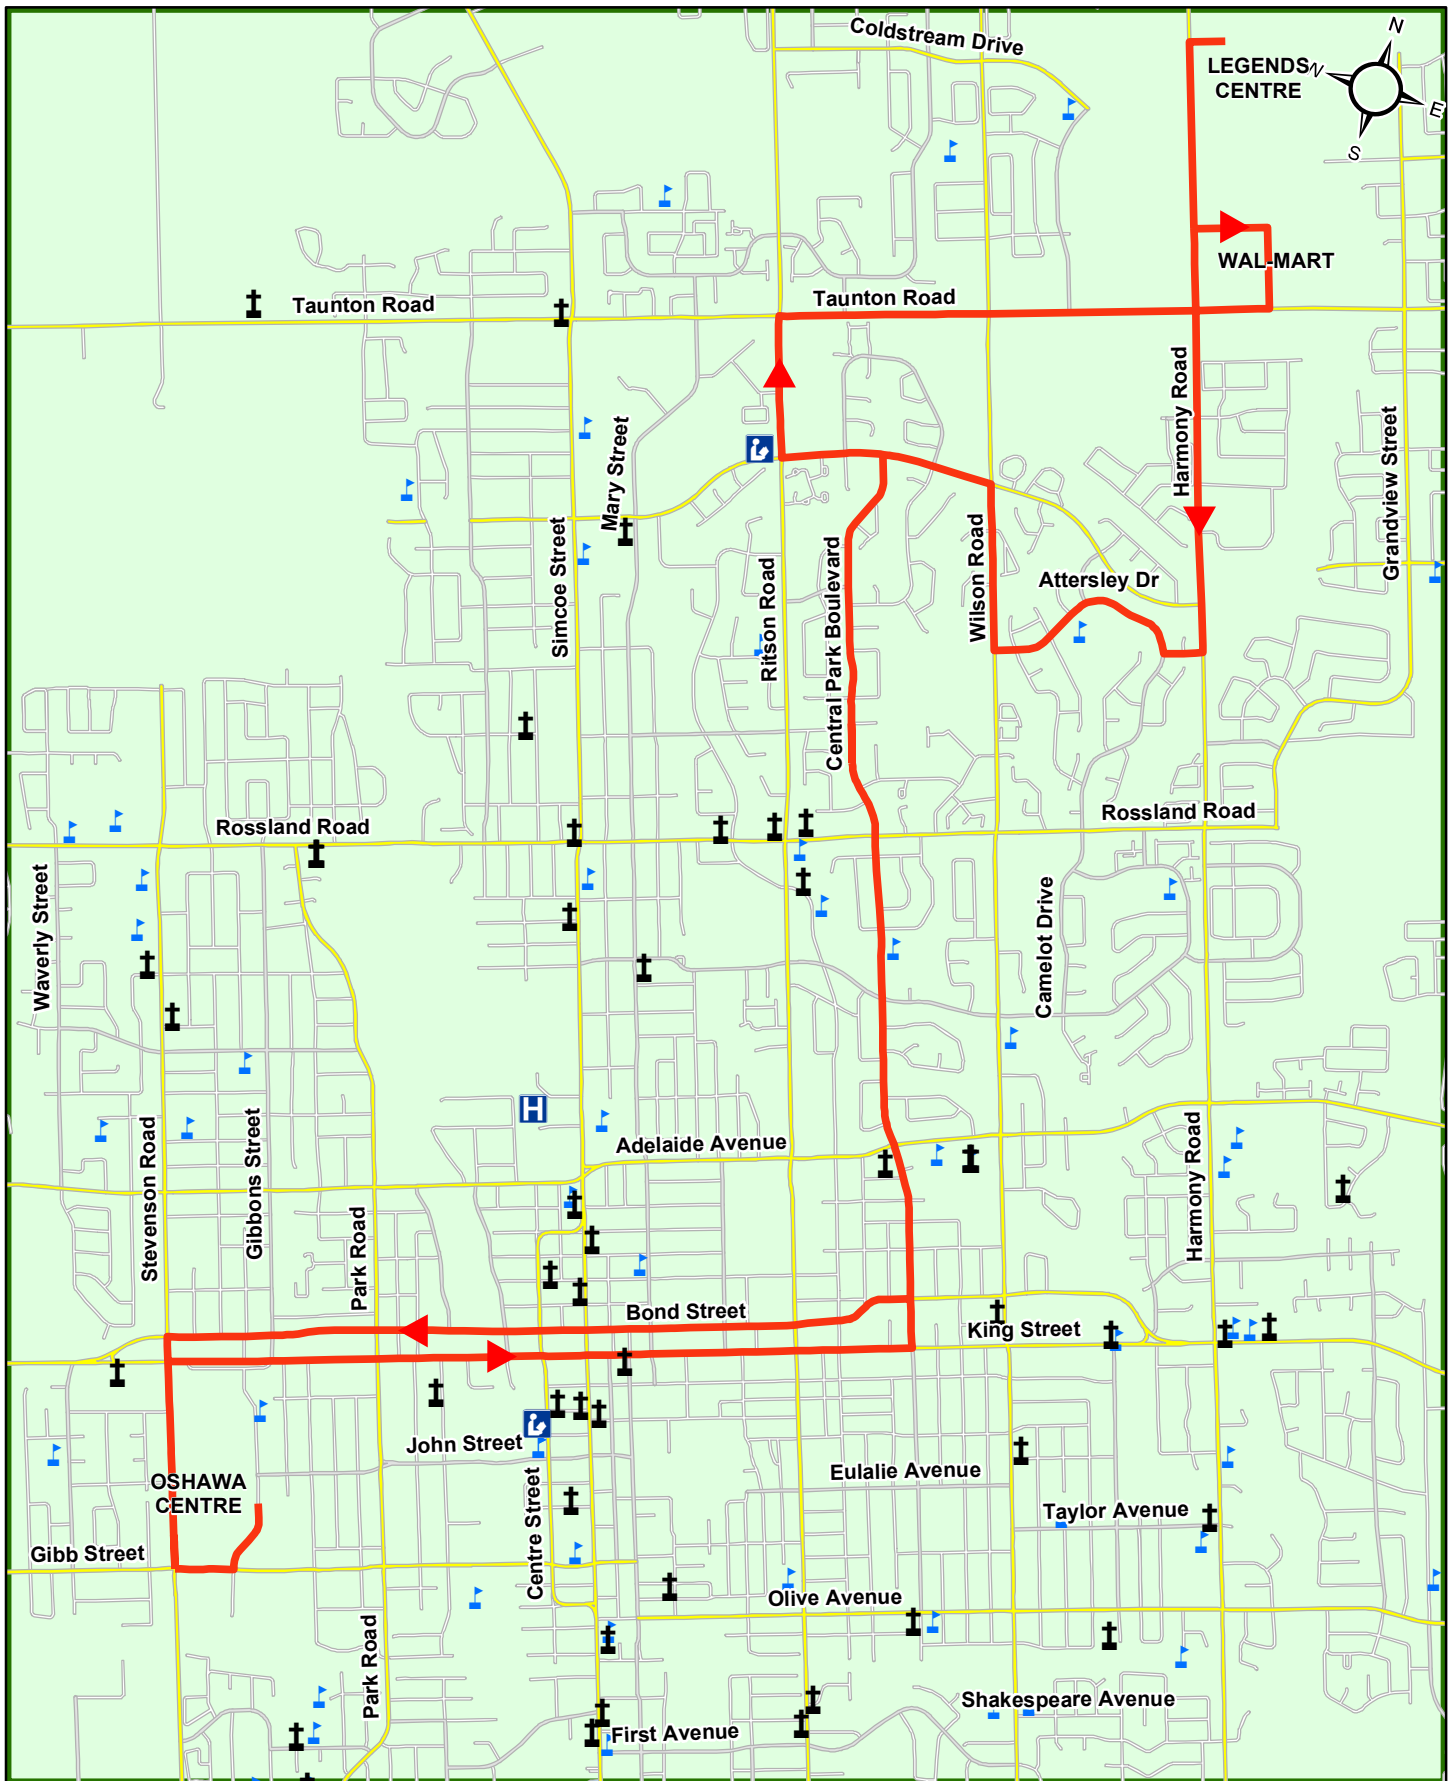 Coldstream Drive
N
W
E
S
LEGENDS
CENTRE
WAL-MART
Taunton Road
Taunton Road
Harmony Road
Grandview Street
Mary Street
Simcoe Street
Ritson Road
Central Park Boulevard
Wilson Road
Attersley Dr
Rossland Road
Rossland Road
Waverly Street
Camelot Drive
H
Adelaide Avenue
Stevenson Road
Gibbons Street
Park Road
Harmony Road
Bond Street
King Street
John Street
OSHAWA
CENTRE
Eulalie Avenue
Centre Street
Taylor Avenue
Gibb Street
Olive Avenue
Park Road
Shakespeare Avenue
First Avenue